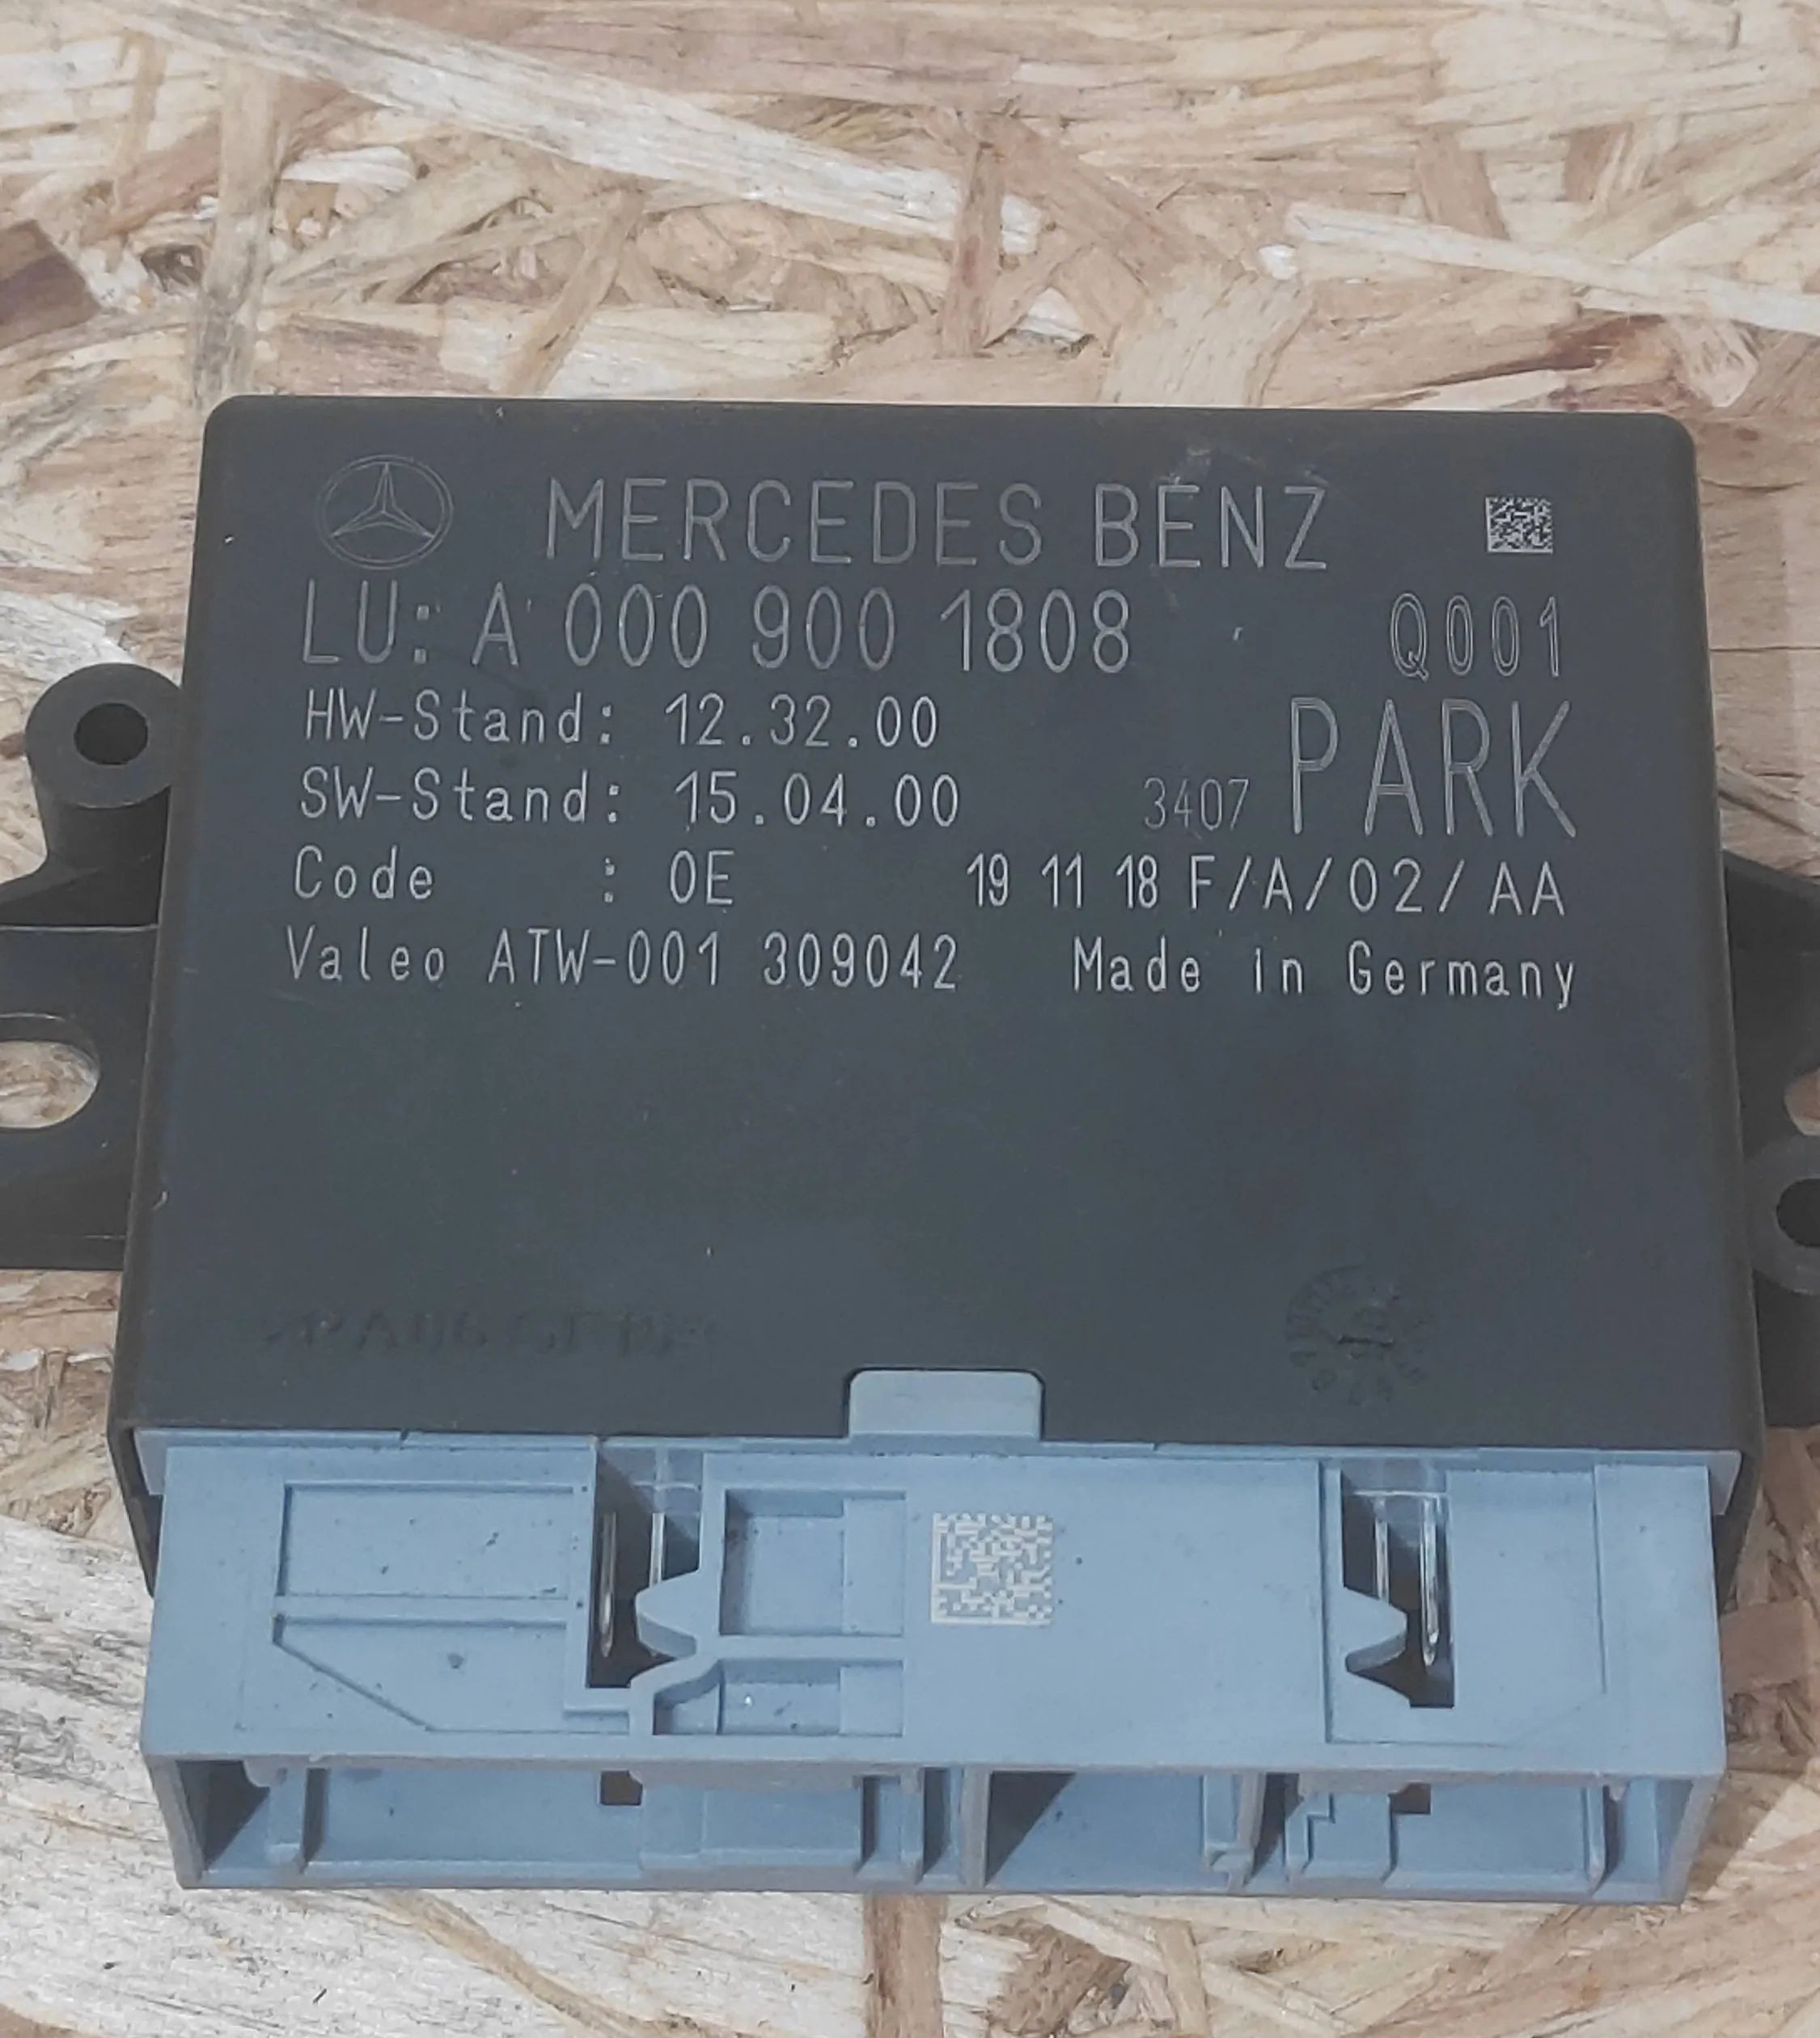 MERCEDES BENZ
LU: A 000 900 1808 Q001
HW-Stand: 12.32.00
SW-Stand: 15.04.00 3407 PARK
Code : 0E 19 11 18 F/A/02/AA
Valeo ATW-001 309042 Made in Germany